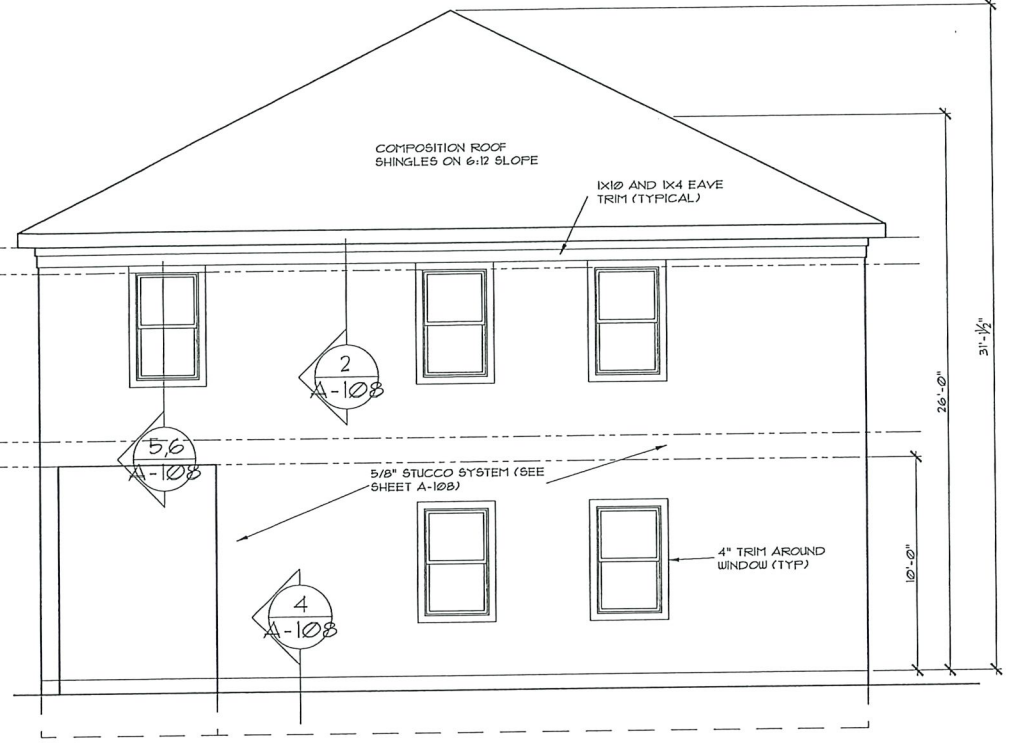 COMPOSITION ROOF
SHINGLES ON 6:12 SLOPE
1X10 AND 1X4 EAVE
TRIM (TYPICAL)
31'-1½"
26'-0"
2
A-108
5,6
A-108
5/8" STUCCO SYSTEM (SEE
SHEET A-108)
4" TRIM AROUND
WINDOW (TYP)
10'-0"
4
A-108